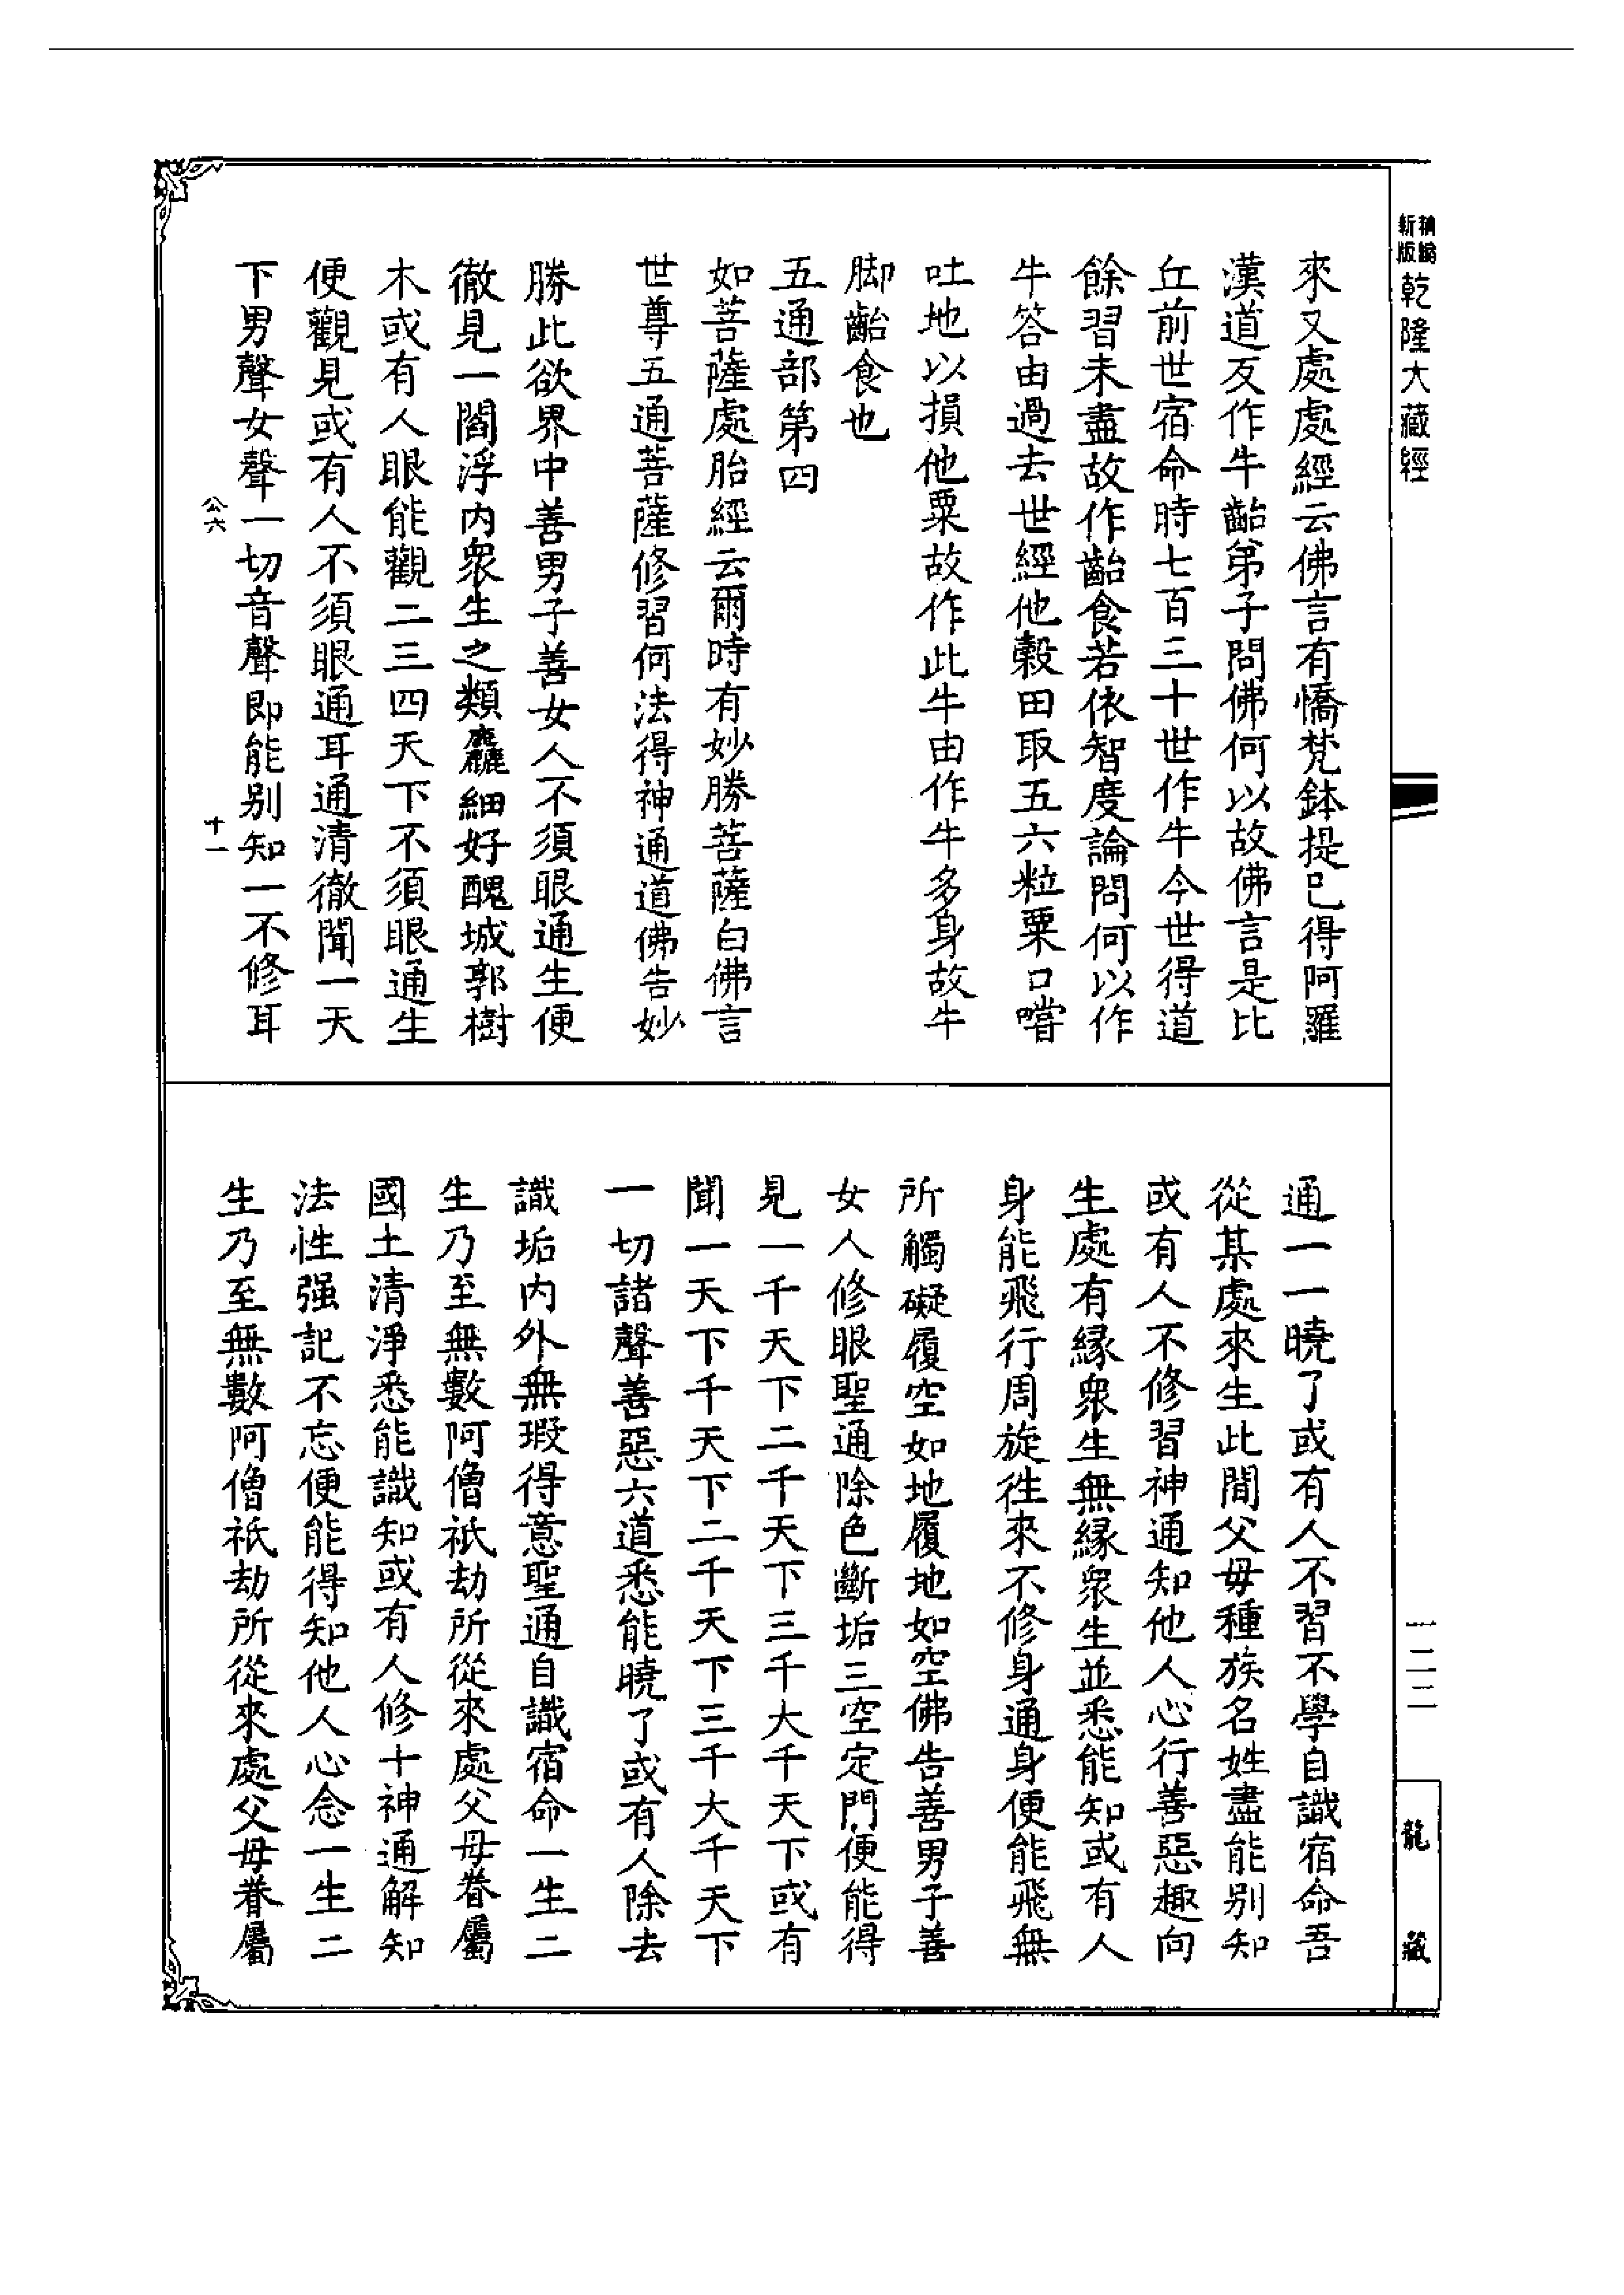 新編
縮版
乾隆大藏經
來又處處經云佛言有憍梵鉢提已得阿羅
漢道反作牛齝弟子問佛何以故佛言是比
丘前世宿命時七百三十世作牛今世得道
餘習未盡故作齝食若依智度論問何以作
牛答由過去世經他穀田取五六粒粟口嚐
吐地以損他粟故作此牛由作牛多身故牛
脚齝食也
五通部第四
如菩薩處胎經云爾時有妙勝菩薩白佛言
世尊五通菩薩修習何法得神通道佛告妙
勝此欲界中善男子善女人不須眼通生便
徹見一閻浮內衆生之類麤細好醜城郭樹
木或有人眼能觀二三四天下不須眼通生
便觀見或有人不須眼通耳通清徹聞一天
下男聲女聲一切音聲即能別知一不修耳
公六
十一
通一一曉了或有人不習不學自識宿命吾
從某處來生此間父母種族名姓盡能別知
或有人不修習神通知他人心行善惡趣向
生處有緣衆生無緣衆生並悉能知或有人
身能飛行周旋往來不修身通身便能飛無
所觸礙履空如地履地如空佛告善男子善
女人修眼聖通除色斷垢三空定門便能得
見一千天下二千天下三千大千天下或有
聞一天下千天下二千天下三千大千天下
一切諸聲善惡六道悉能曉了或有人除去
識垢內外無瑕得意聖通自識宿命一生二
生乃至無數阿僧祇劫所從來處父母眷屬
國土清淨悉能識知或有人修十神通解知
法性强記不忘便能得知他人心念一生二
生乃至無數阿僧祇劫所從來處父母眷屬
一二二
龍藏